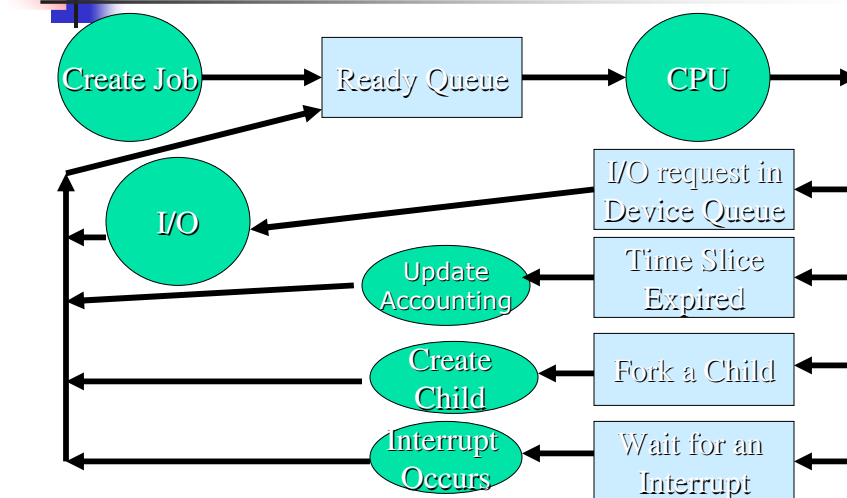 Create Job
Ready Queue
CPU
I/O request in
Device Queue
I/O
Time Slice
Expired
Update
Accounting
Fork a Child
Create
Child
Wait for an
Interrupt
Interrupt
Occurs